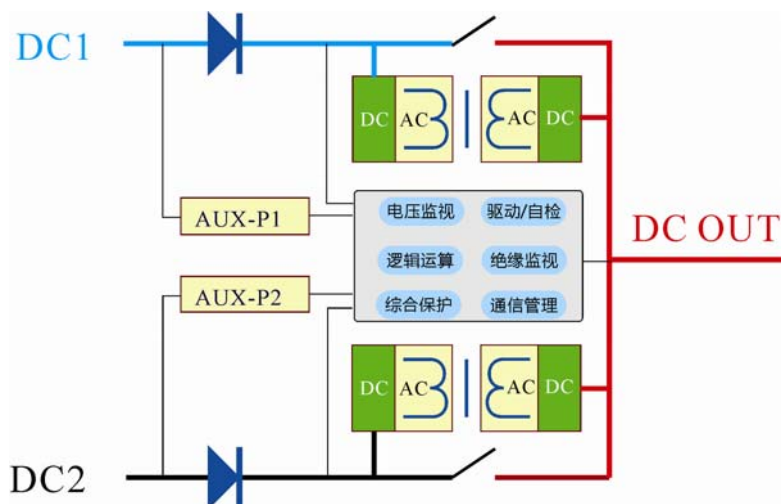 DC1
DC AC AC DC
电压监视 驱动/自检
AUX-P1
DC OUT
逻辑运算 绝缘监视
AUX-P2
综合保护 通信管理
DC AC AC DC
DC2